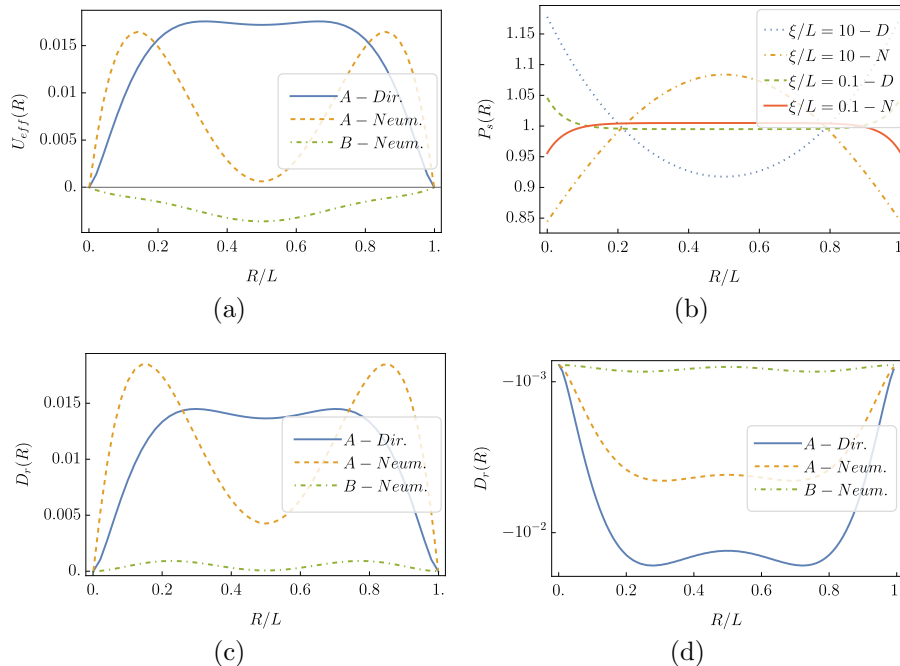 0.015
0.010
0.005
0.
U_eff(R)
A − Dir.
A − Neum.
B − Neum.
0. 0.2 0.4 0.6 0.8 1.
R/L
(a)
1.15
1.10
1.05
1
0.95
0.9
0.85
P_s(R)
ξ/L = 10 − D
ξ/L = 10 − N
ξ/L = 0.1 − D
ξ/L = 0.1 − N
0. 0.2 0.4 0.6 0.8 1.
R/L
(b)
0.015
0.01
0.005
0.
D_r(R)
A − Dir.
A − Neum.
B − Neum.
0. 0.2 0.4 0.6 0.8 1.
R/L
(c)
−10⁻³
−10⁻²
D_r(R)
A − Dir.
A − Neum.
B − Neum.
0. 0.2 0.4 0.6 0.8 1.
R/L
(d)